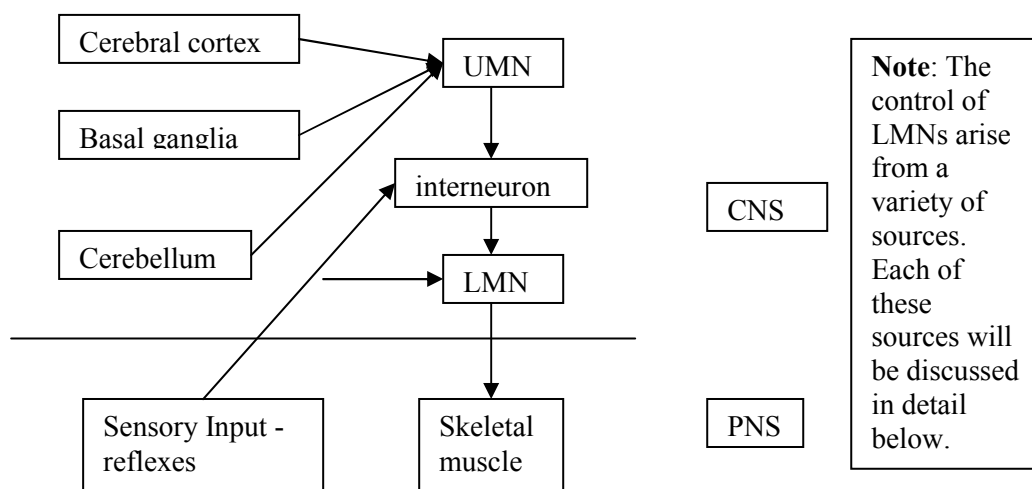 Cerebral cortex
UMN
Basal ganglia
interneuron
Cerebellum
LMN
Sensory Input -
reflexes
Skeletal
muscle
CNS
PNS
Note: The
control of
LMNs arise
from a
variety of
sources.
Each of
these
sources will
be discussed
in detail
below.